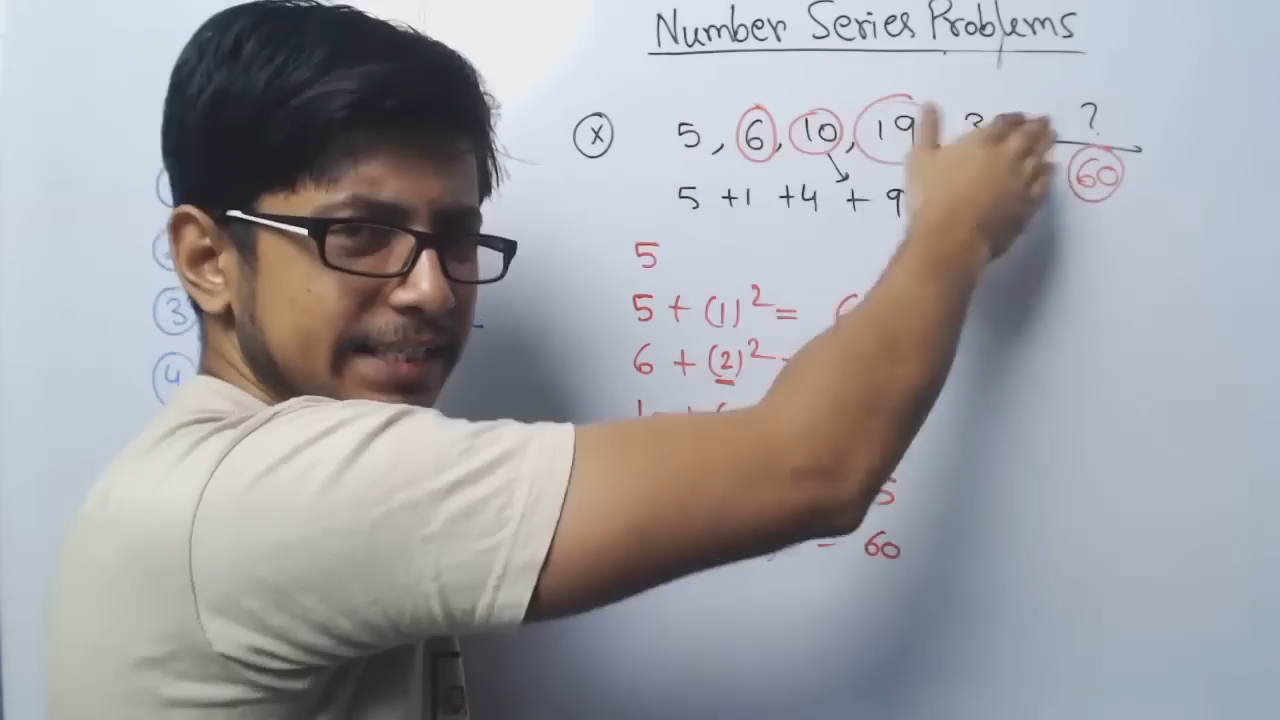 Number Series Problems
(x) 5, 6, 10, 19 ?
60
5 +1 +4 + 9
5
5 + (1)² =
6 + (2)²
60
3
4